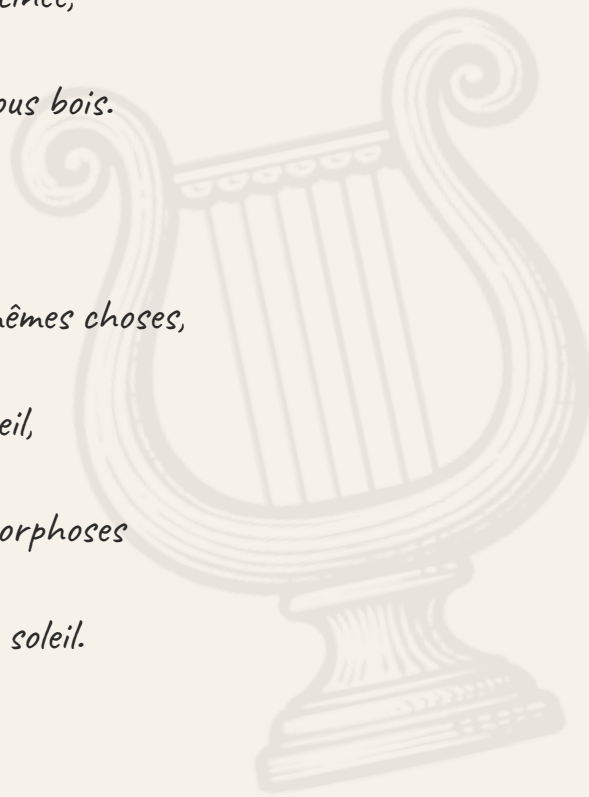 ous bois.
mêmes choses,
eil,
orphoses
soleil.